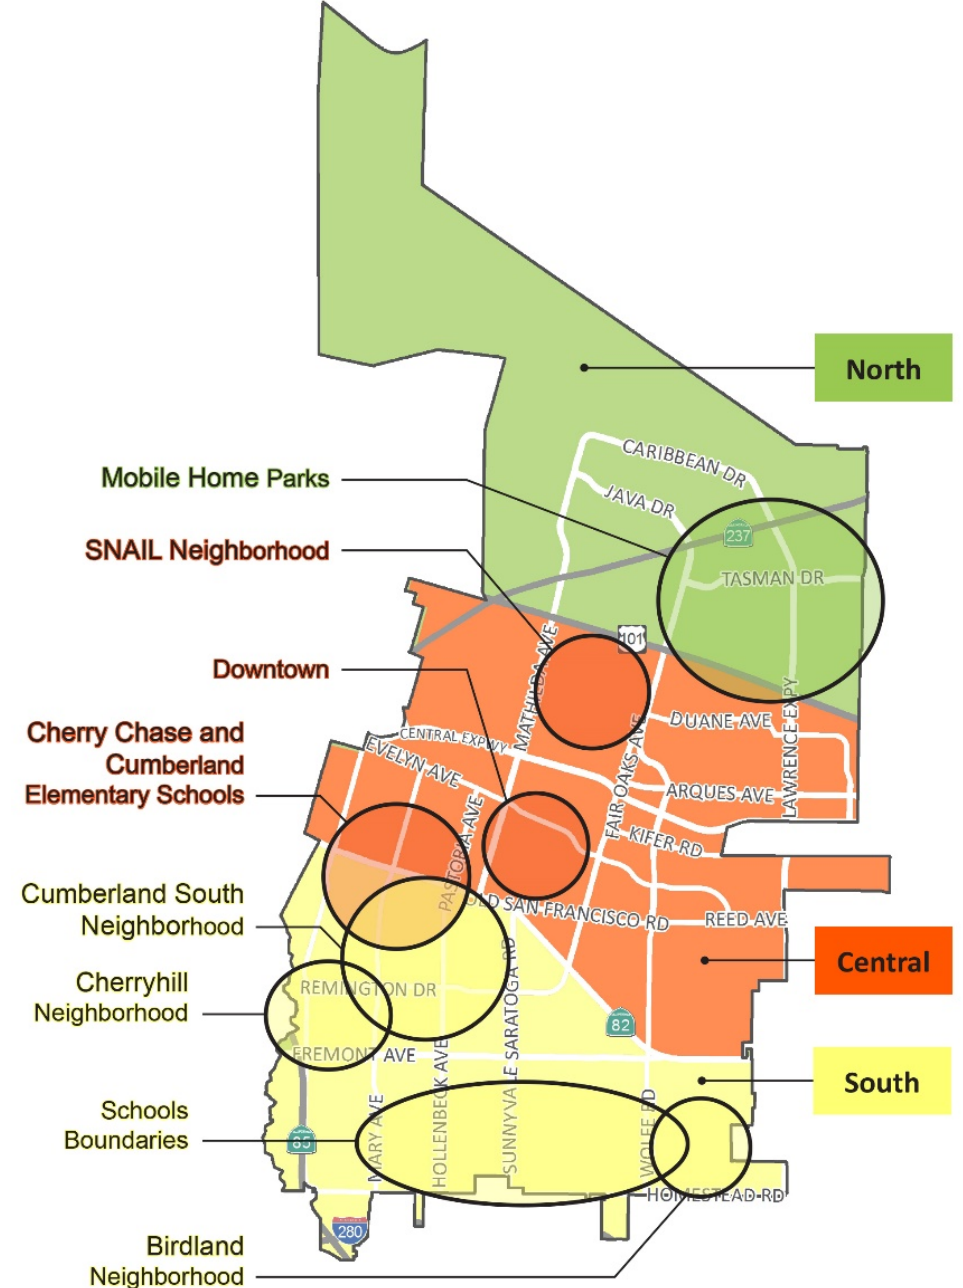 North
CARIBBEAN DR
Mobile Home Parks
JAVA DR
237
SNAIL Neighborhood
TASMAN DR
101
Downtown
MATHILDA AVE
DUANE AVE
LAWRENCE EXPY
Cherry Chase and
Cumberland
Elementary Schools
CENTRAL EXPWY
EVELYN AVE
FAIR OAKS AVE
ARQUES AVE
KIFER RD
PASTORIA AVE
OLD SAN FRANCISCO RD
REED AVE
Cumberland South
Neighborhood
Central
Cherryhill
Neighborhood
REMINGTON DR
82
FREMONT AVE
SUNNYVALE SARATOGA RD
HOLLENBECK AVE
South
Schools
Boundaries
85
MARY AVE
WOLFE RD
HOMESTEAD RD
280
Birdland
Neighborhood